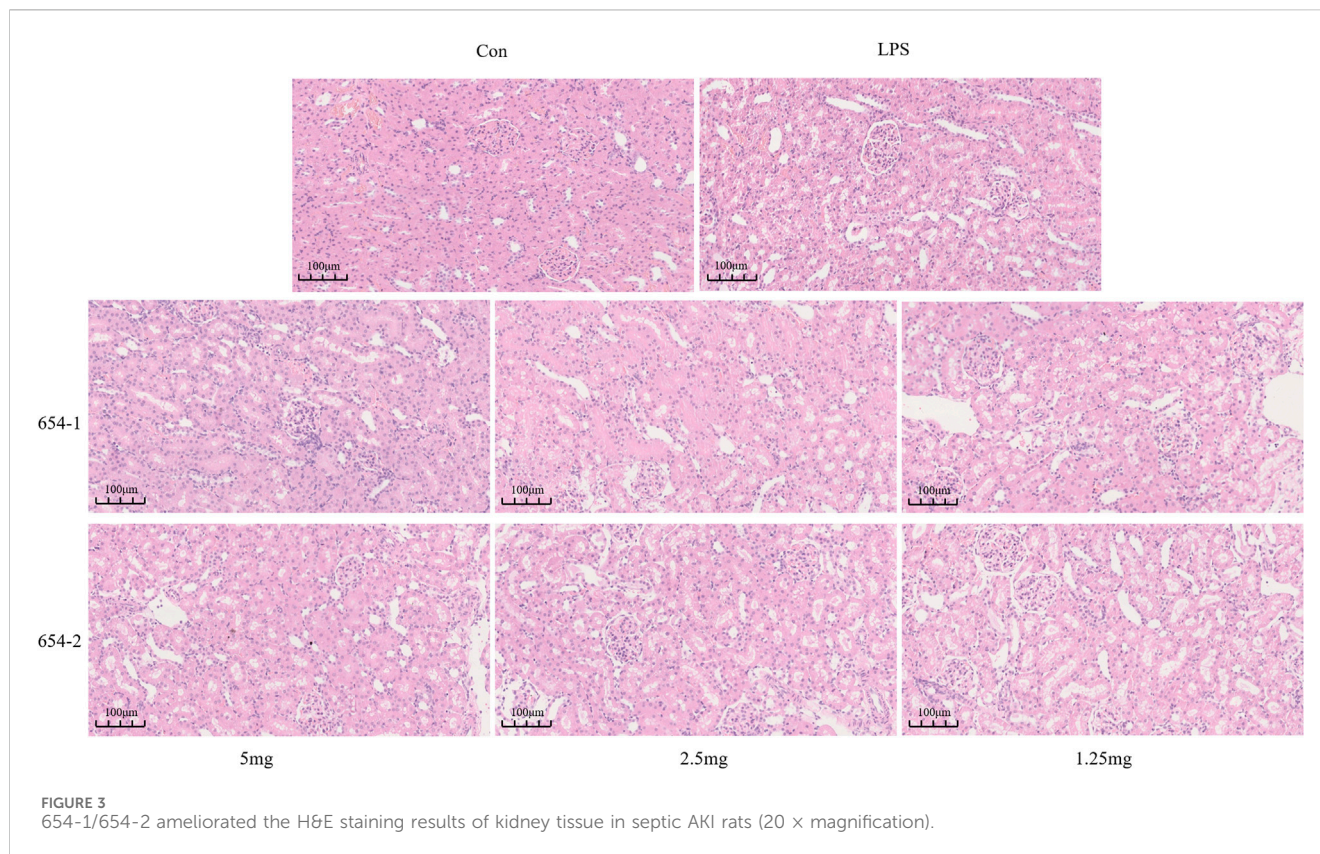 Con LPS
100μm 100μm
654-1 100μm 100μm 100μm
654-2 100μm 100μm 100μm
5mg 2.5mg 1.25mg
FIGURE 3
654-1/654-2 ameliorated the H&E staining results of kidney tissue in septic AKI rats (20 × magnification).